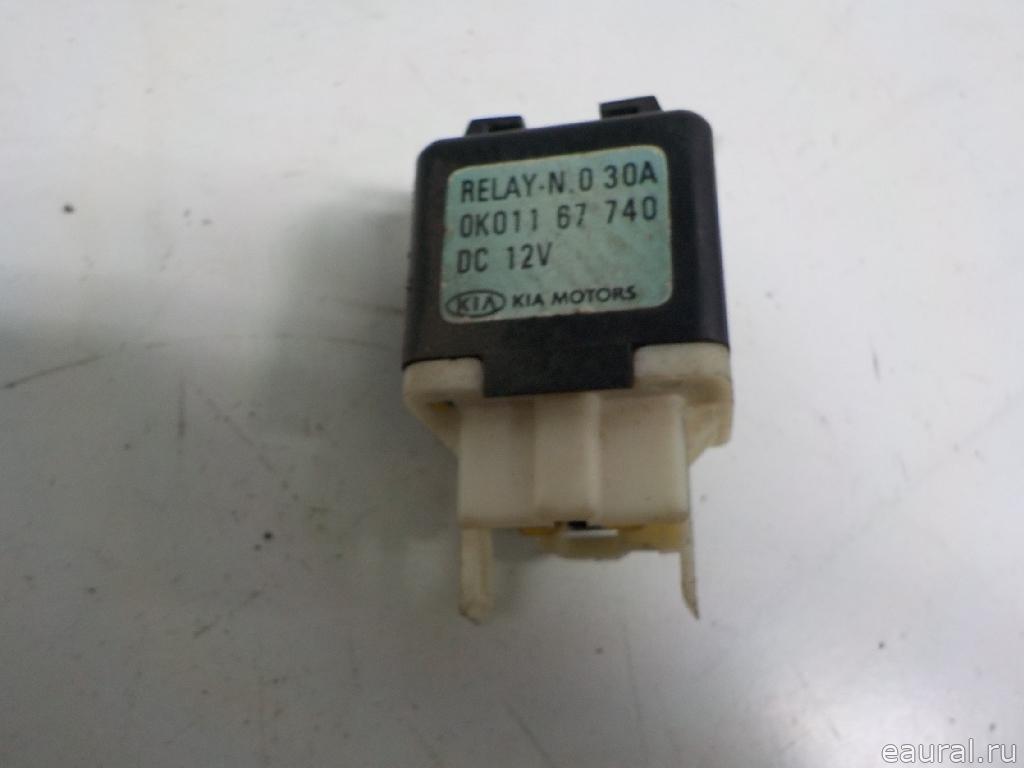 RELAY-N.O 30A
0K011 67 740
DC 12V
KIA KIA MOTORS
eaural.ru